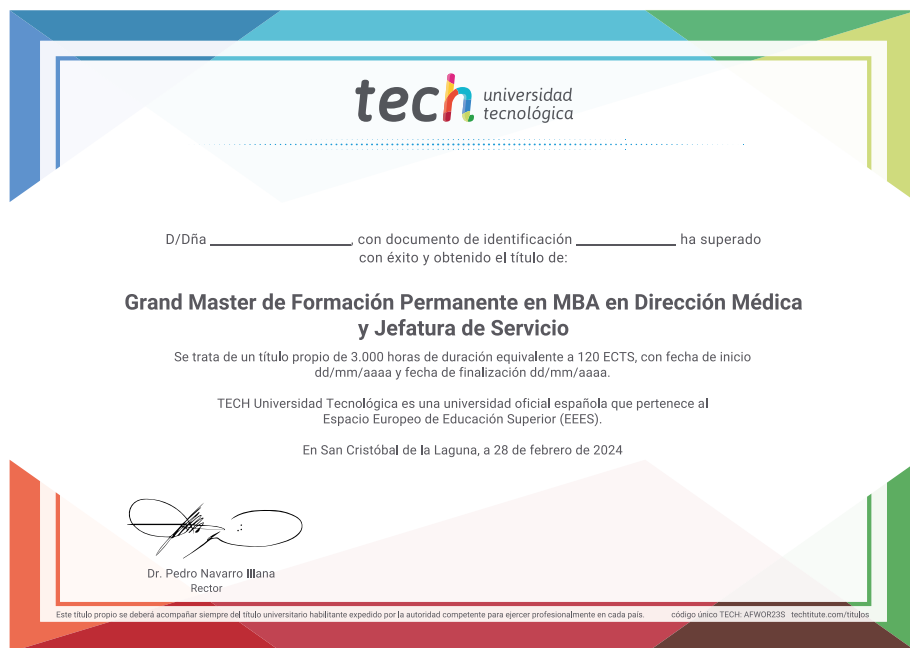 tech universidad
tecnológica
D/Dña ______________, con documento de identificación __________ ha superado
con éxito y obtenido el título de:
Grand Master de Formación Permanente en MBA en Dirección Médica
y Jefatura de Servicio
Se trata de un título propio de 3.000 horas de duración equivalente a 120 ECTS, con fecha de inicio
dd/mm/aaaa y fecha de finalización dd/mm/aaaa.
TECH Universidad Tecnológica es una universidad oficial española que pertenece al
Espacio Europeo de Educación Superior (EEES).
En San Cristóbal de la Laguna, a 28 de febrero de 2024
Dr. Pedro Navarro Illana
Rector
Este título propio se deberá acompañar siempre del título universitario habilitante expedido por la autoridad competente para ejercer profesionalmente en cada país. código único TECH: AFWOR23S techtitute.com/titulos